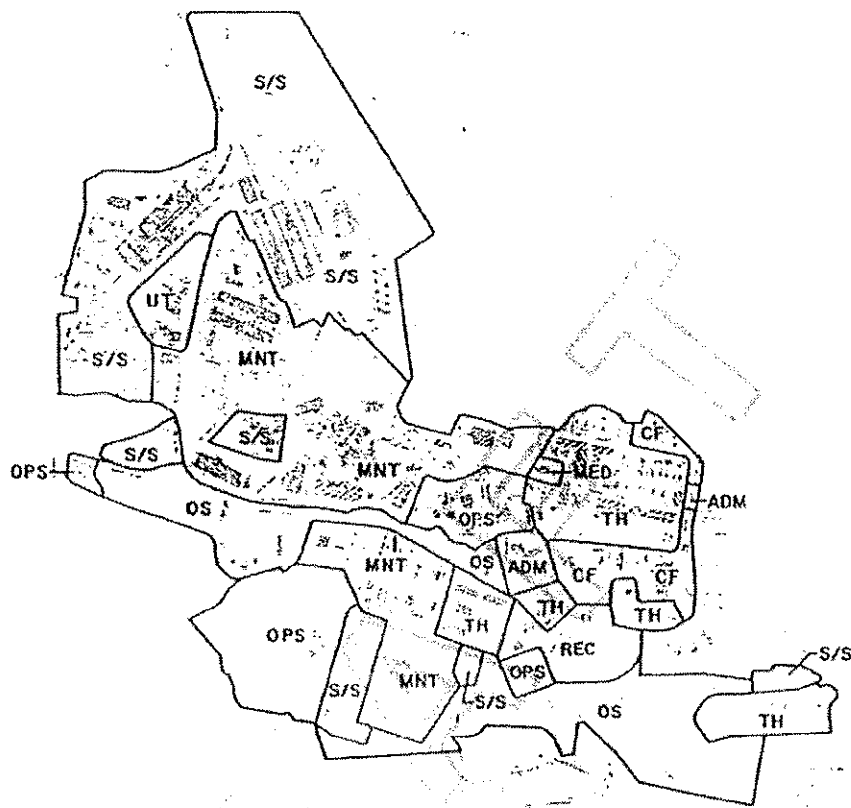 S/S
S/S
UT
S/S
MNT
S/S
CF
S/S
OPS
MNT
MED
ADM
OS
OPS
TH
MNT
OS
ADM
CF
CF
TH
TH
OPS
TH
REC
S/S
S/S
MNT
OPS
S/S
OS
TH